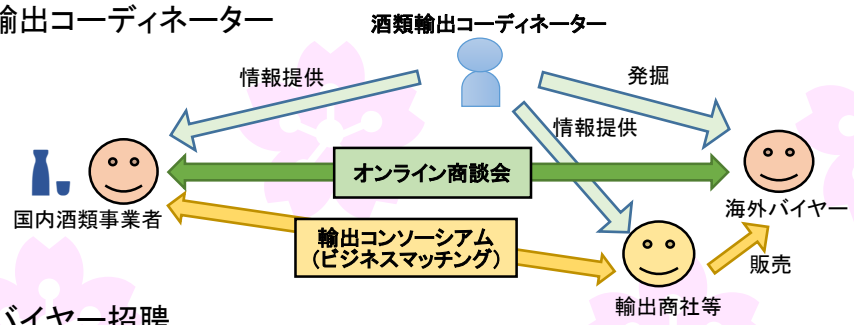 輸出コーディネーター
酒類輸出コーディネーター
情報提供
発掘
情報提供
オンライン商談会
国内酒類事業者
海外バイヤー
輸出コンソーシアム
(ビジネスマッチング)
販売
輸出商社等
バイヤー招聘